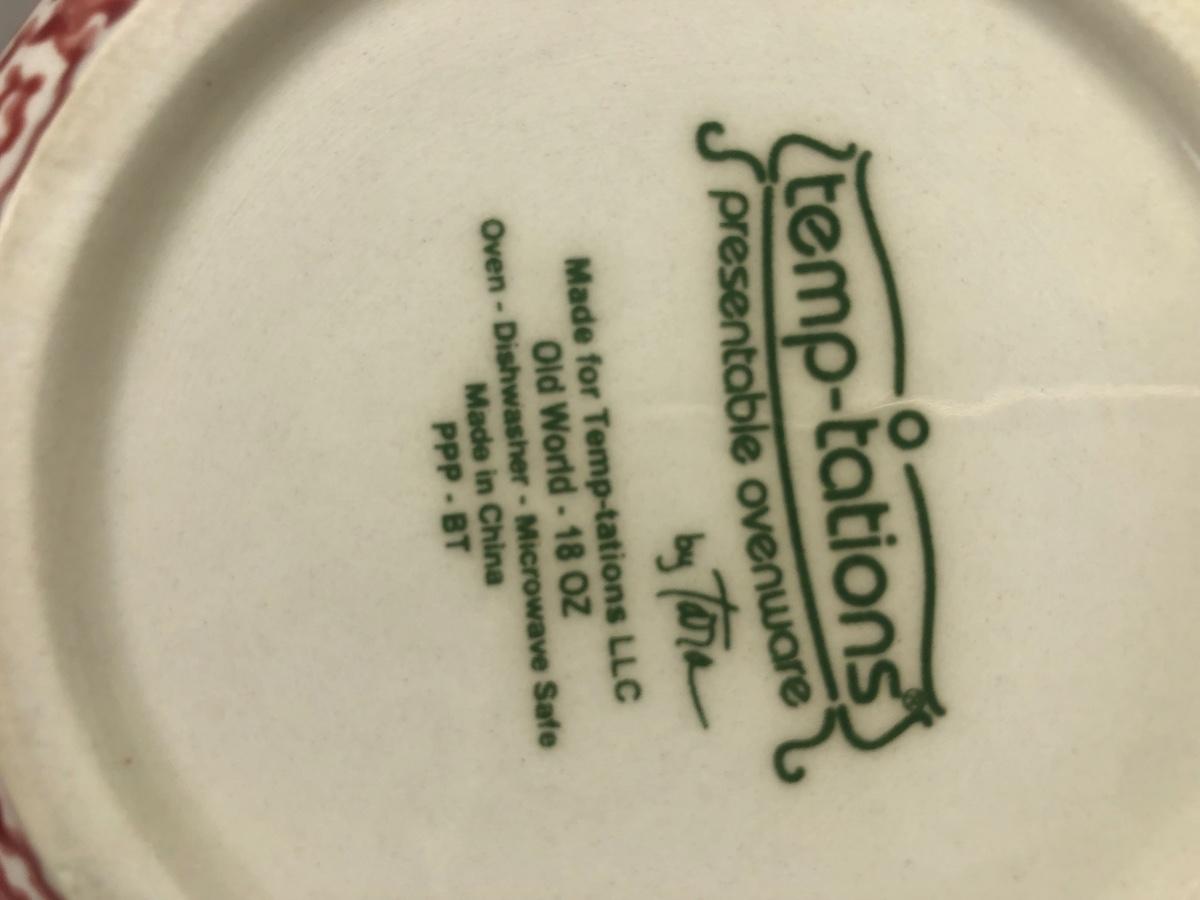 temp-tations®
presentable ovenware
by Tara
Made for Temp-tations LLC
Old World - 18 OZ
Oven - Dishwasher - Microwave Safe
Made in China
PPP - BT